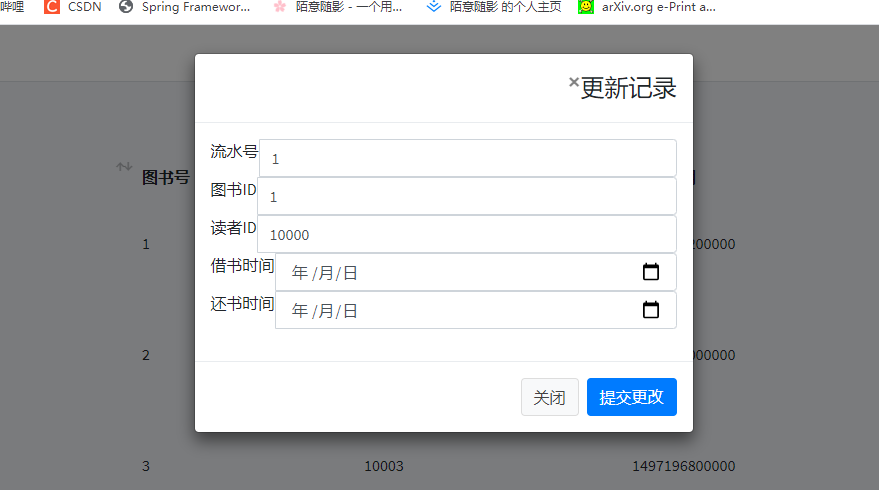 哔哩
CSDN
Spring Framewor...
陌意随影 - 一个用...
陌意随影 的个人主页
arXiv.org e-Print a...
×更新记录
流水号 1
图书号
图书ID 1
读者ID 10000
1
200000
借书时间 年 /月/日
还书时间 年 /月/日
2
000000
关闭 提交更改
3 10003 1497196800000